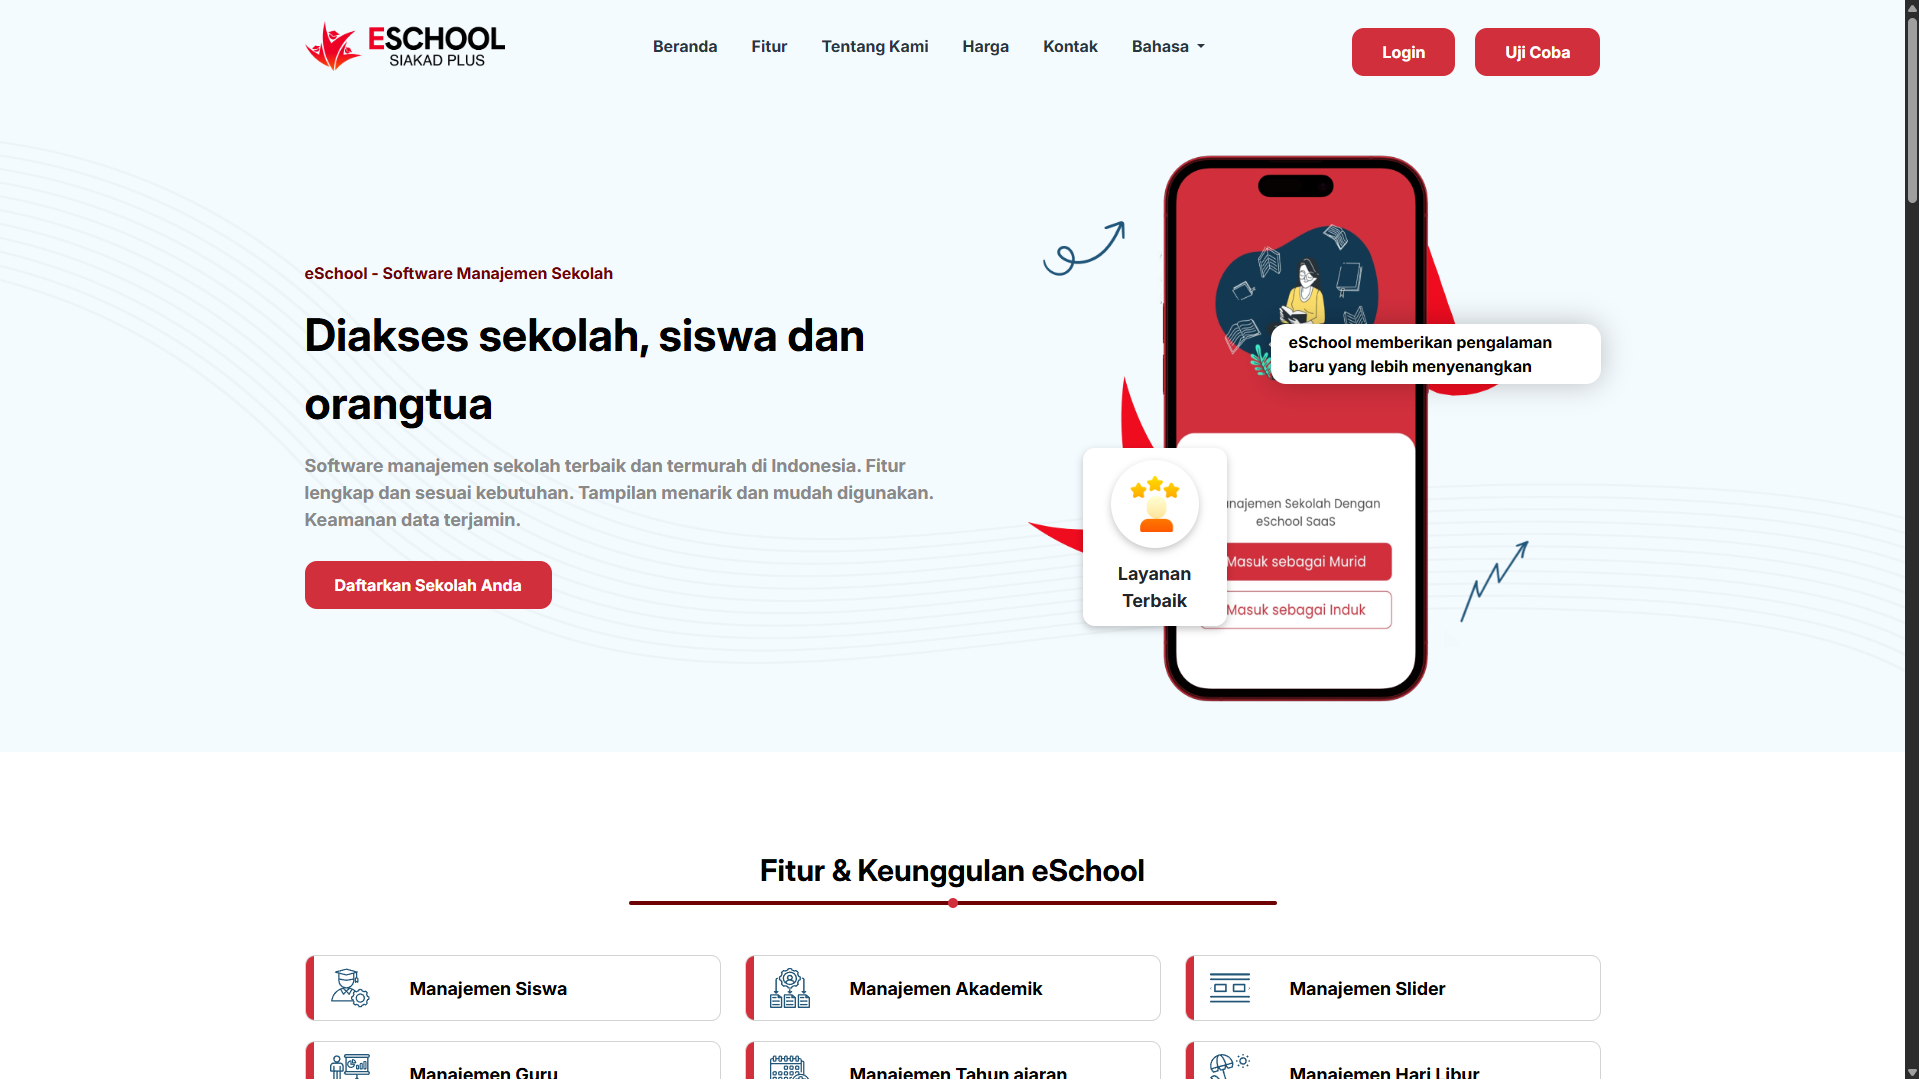 ESCHOOL
SIAKAD PLUS
Beranda
Fitur
Tentang Kami
Harga
Kontak
Bahasa
Login
Uji Coba
eSchool - Software Manajemen Sekolah
Diakses sekolah, siswa dan
orangtua
Software manajemen sekolah terbaik dan termurah di Indonesia. Fitur
lengkap dan sesuai kebutuhan. Tampilan menarik dan mudah digunakan.
Keamanan data terjamin.
Daftarkan Sekolah Anda
eSchool memberikan pengalaman
baru yang lebih menyenangkan
Layanan
Terbaik
najemen Sekolah Dengan
eSchool SaaS
Masuk sebagai Murid
Masuk sebagai Induk
Fitur & Keunggulan eSchool
Manajemen Siswa
Manajemen Akademik
Manajemen Slider
Manajemen Guru
Manajemen Tahun ajaran
Manajemen Hari Libur